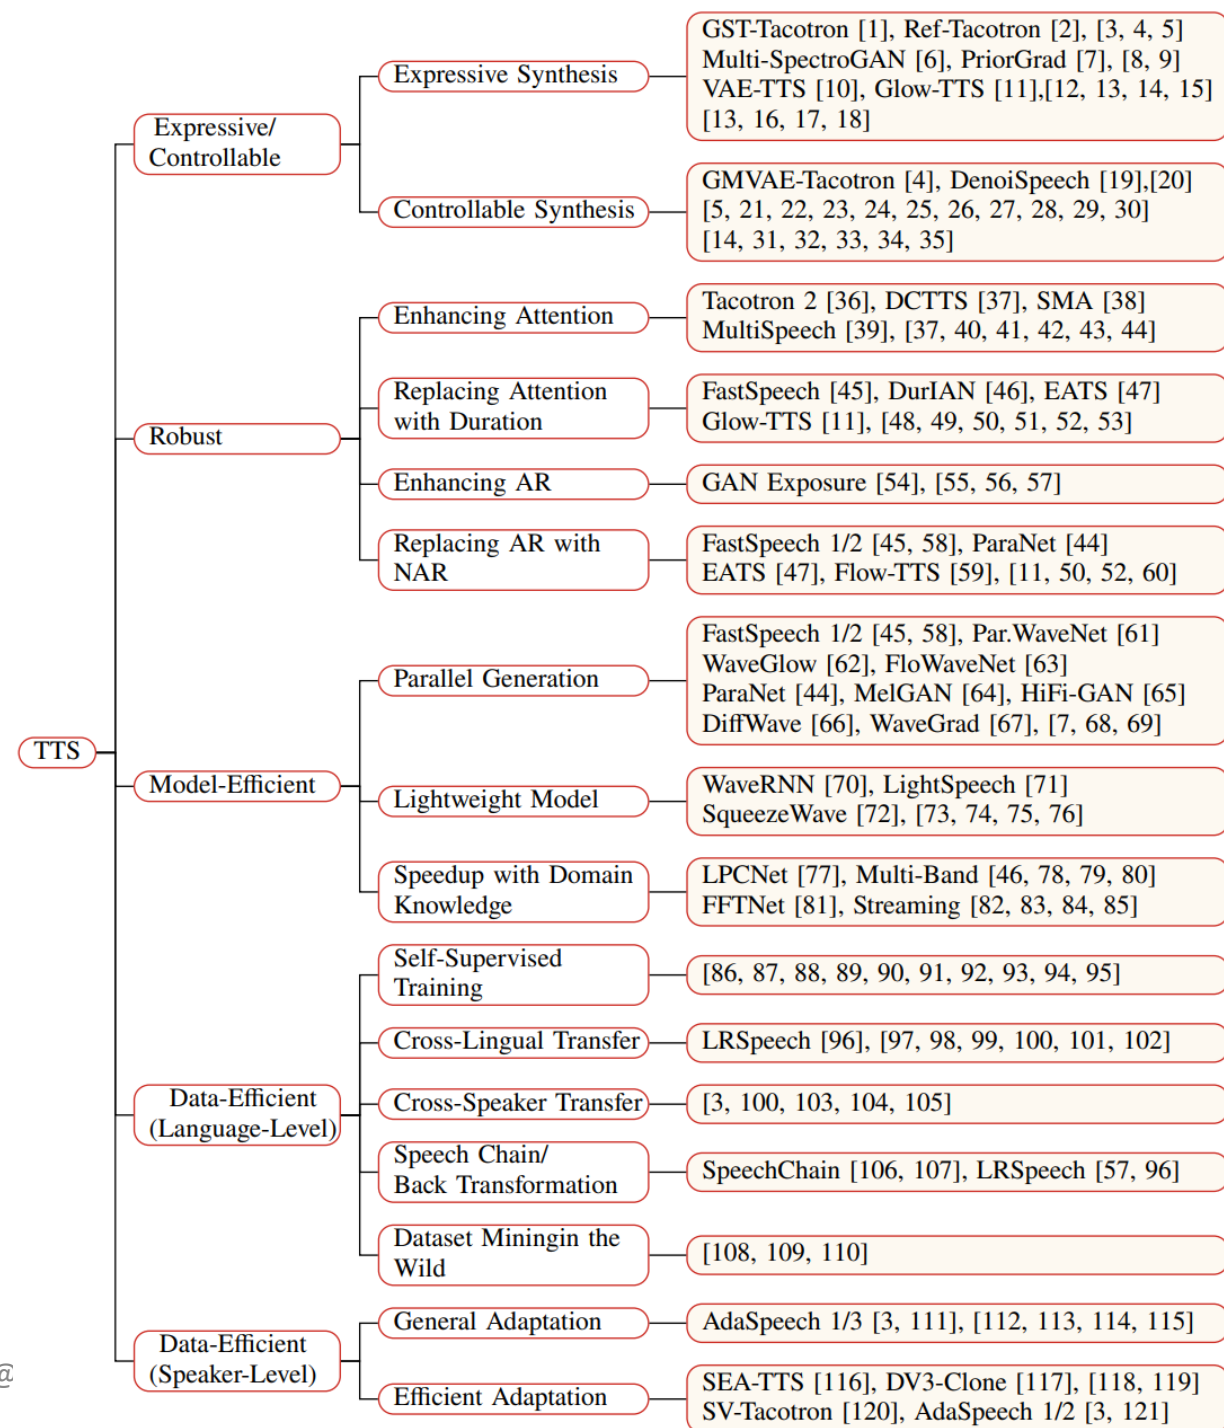 TTS
Expressive/
Controllable
Expressive Synthesis
GST-Tacotron [1], Ref-Tacotron [2], [3, 4, 5]
Multi-SpectroGAN [6], PriorGrad [7], [8, 9]
VAE-TTS [10], Glow-TTS [11],[12, 13, 14, 15]
[13, 16, 17, 18]
Controllable Synthesis
GMVAE-Tacotron [4], DenoiSpeech [19],[20]
[5, 21, 22, 23, 24, 25, 26, 27, 28, 29, 30]
[14, 31, 32, 33, 34, 35]
Robust
Enhancing Attention
Tacotron 2 [36], DCTTS [37], SMA [38]
MultiSpeech [39], [37, 40, 41, 42, 43, 44]
Replacing Attention
with Duration
FastSpeech [45], DurIAN [46], EATS [47]
Glow-TTS [11], [48, 49, 50, 51, 52, 53]
Enhancing AR
GAN Exposure [54], [55, 56, 57]
Replacing AR with
NAR
FastSpeech 1/2 [45, 58], ParaNet [44]
EATS [47], Flow-TTS [59], [11, 50, 52, 60]
Model-Efficient
Parallel Generation
FastSpeech 1/2 [45, 58], Par.WaveNet [61]
WaveGlow [62], FloWaveNet [63]
ParaNet [44], MelGAN [64], HiFi-GAN [65]
DiffWave [66], WaveGrad [67], [7, 68, 69]
Lightweight Model
WaveRNN [70], LightSpeech [71]
SqueezeWave [72], [73, 74, 75, 76]
Speedup with Domain
Knowledge
LPCNet [77], Multi-Band [46, 78, 79, 80]
FFTNet [81], Streaming [82, 83, 84, 85]
Data-Efficient
(Language-Level)
Self-Supervised
Training
[86, 87, 88, 89, 90, 91, 92, 93, 94, 95]
Cross-Lingual Transfer
LRSpeech [96], [97, 98, 99, 100, 101, 102]
Cross-Speaker Transfer
[3, 100, 103, 104, 105]
Speech Chain/
Back Transformation
SpeechChain [106, 107], LRSpeech [57, 96]
Dataset Miningin the
Wild
[108, 109, 110]
Data-Efficient
(Speaker-Level)
General Adaptation
AdaSpeech 1/3 [3, 111], [112, 113, 114, 115]
Efficient Adaptation
SEA-TTS [116], DV3-Clone [117], [118, 119]
SV-Tacotron [120], AdaSpeech 1/2 [3, 121]
@